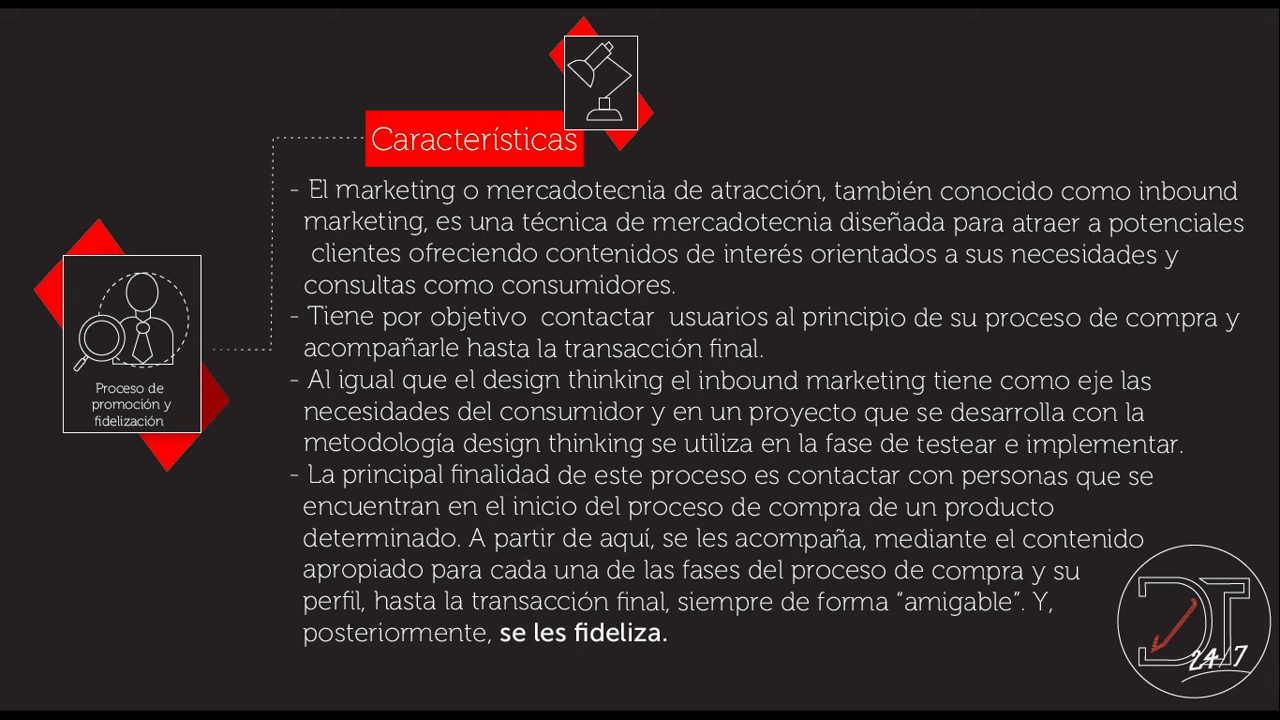 Características
- El marketing o mercadotecnia de atracción, también conocido como inbound
marketing, es una técnica de mercadotecnia diseñada para atraer a potenciales
clientes ofreciendo contenidos de interés orientados a sus necesidades y
consultas como consumidores.
- Tiene por objetivo contactar usuarios al principio de su proceso de compra y
acompañarle hasta la transacción final.
- Al igual que el design thinking el inbound marketing tiene como eje las
necesidades del consumidor y en un proyecto que se desarrolla con la
metodología design thinking se utiliza en la fase de testear e implementar.
- La principal finalidad de este proceso es contactar con personas que se
encuentran en el inicio del proceso de compra de un producto
determinado. A partir de aquí, se les acompaña, mediante el contenido
apropiado para cada una de las fases del proceso de compra y su
perfil, hasta la transacción final, siempre de forma “amigable”. Y,
posteriormente, se les fideliza.
Proceso de
promoción y
fidelización
DT
24/7